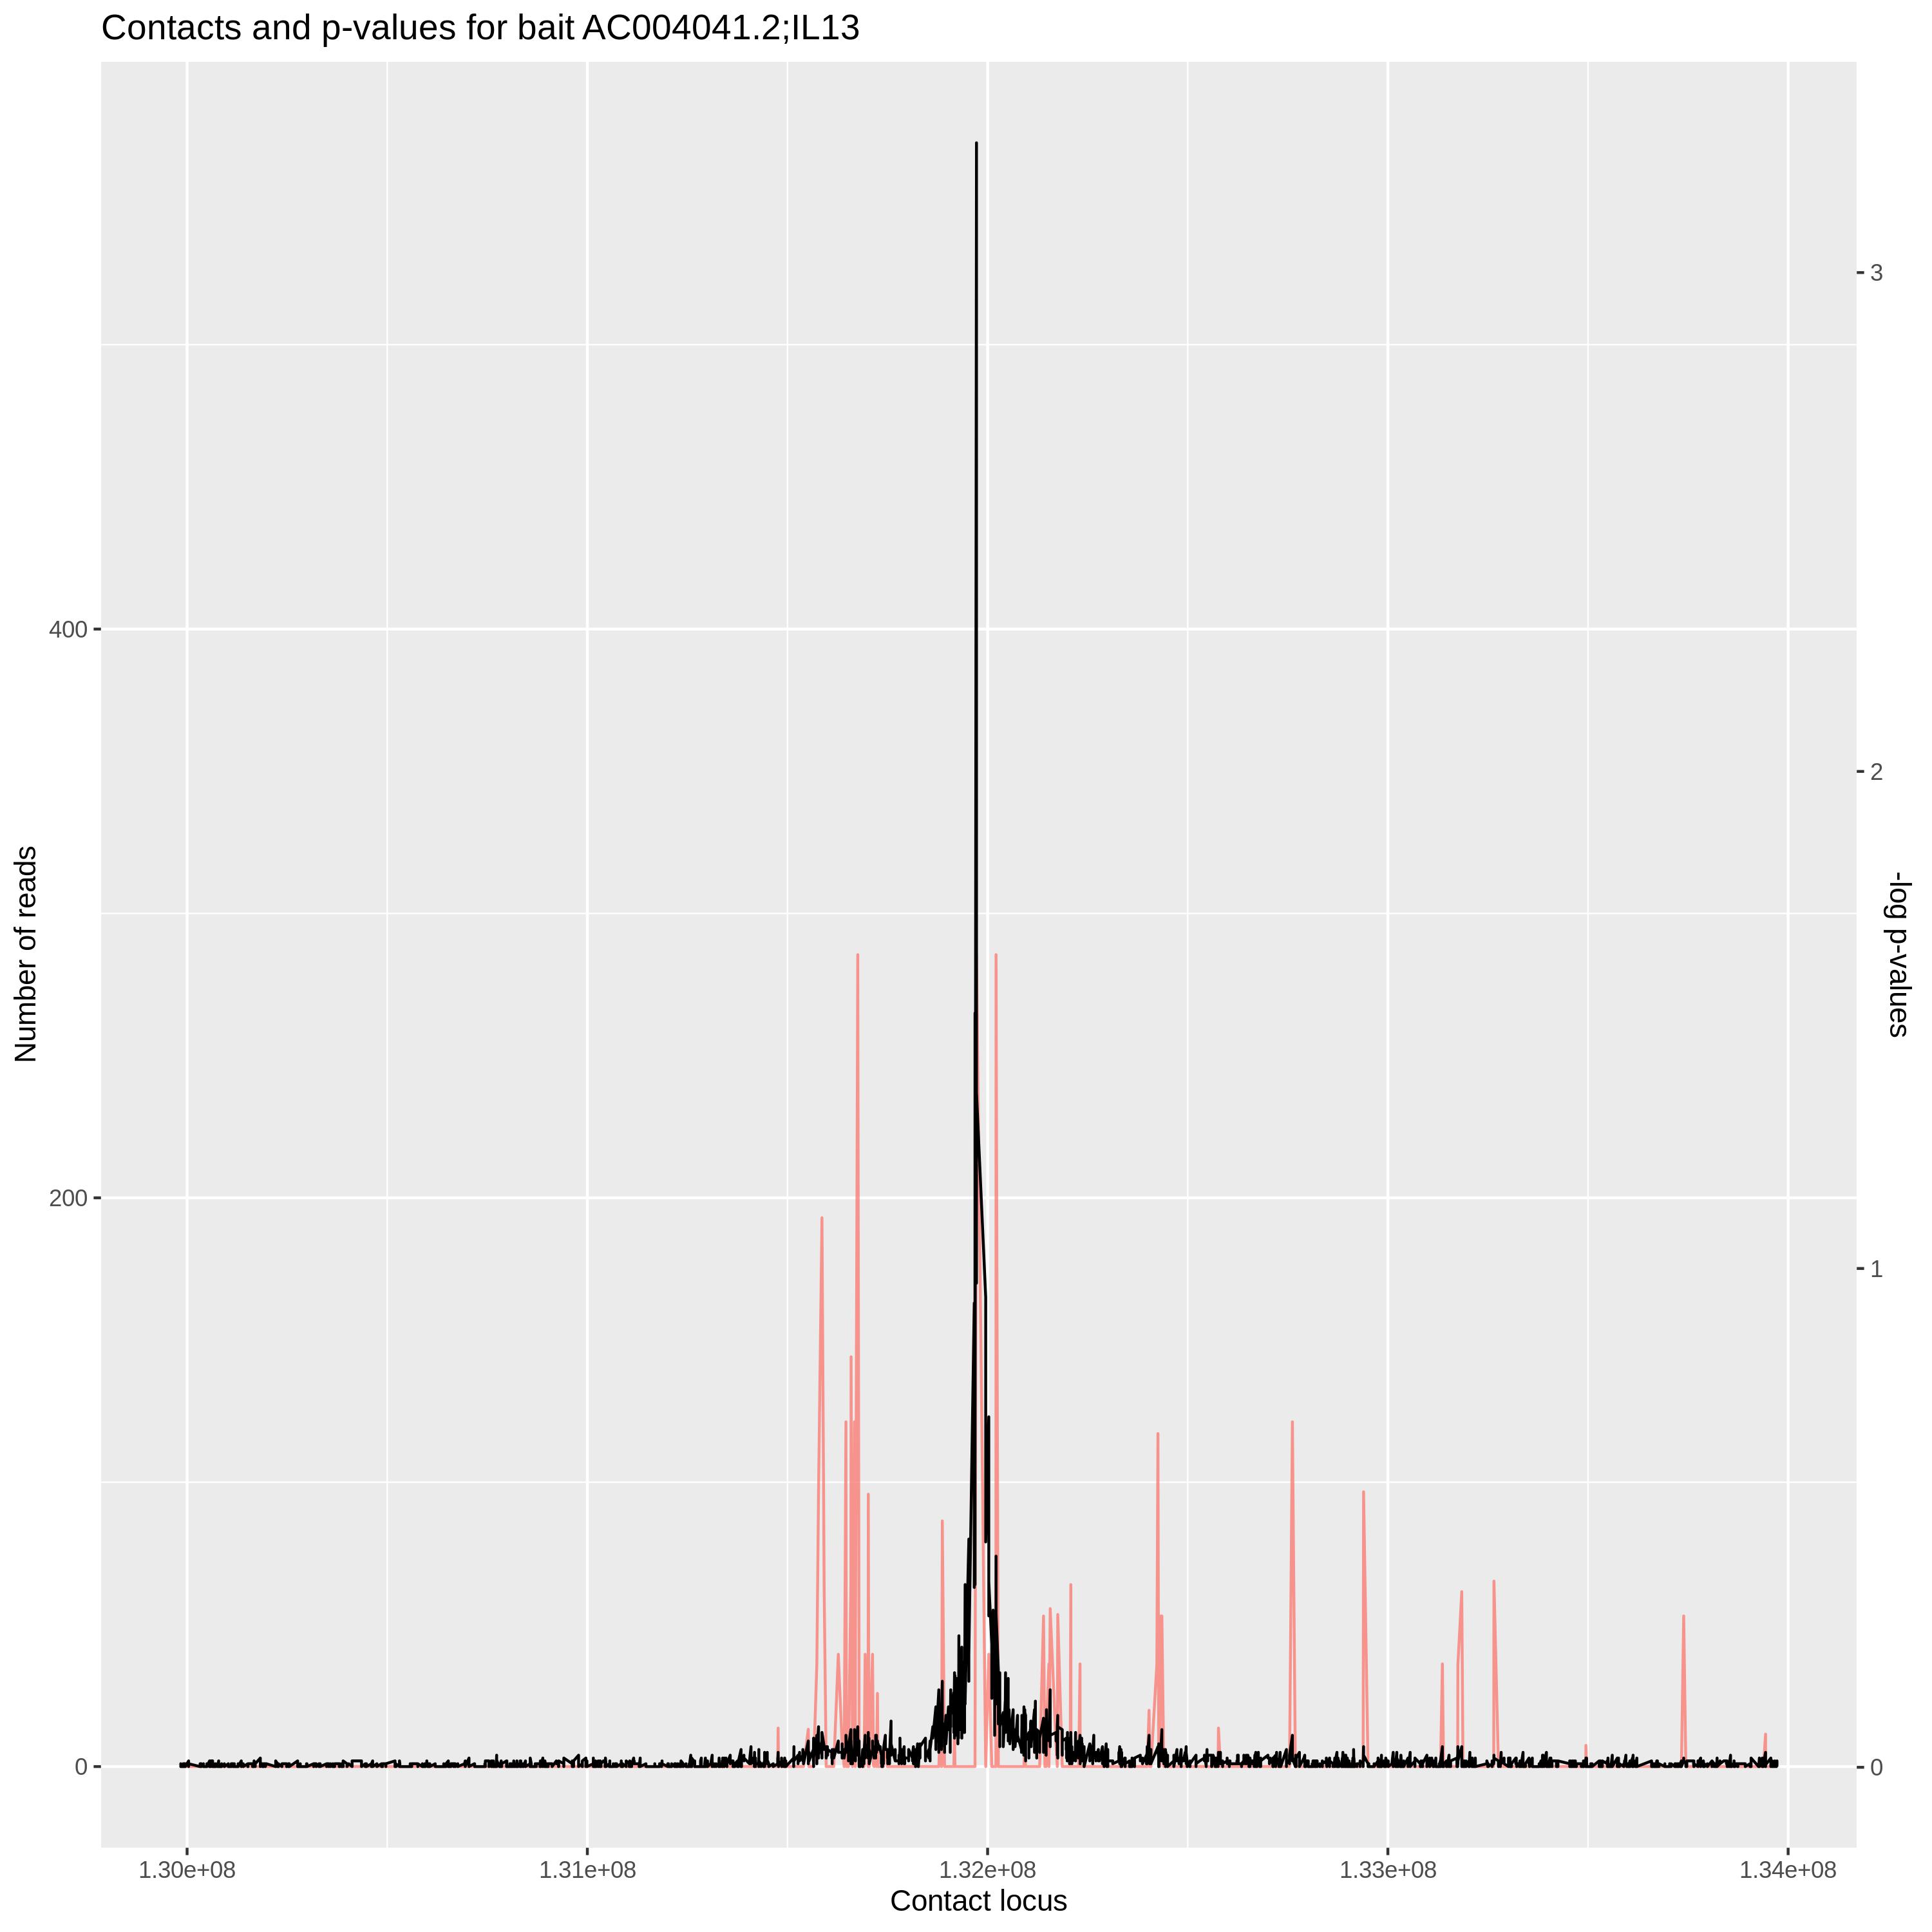 Contacts and p-values for bait AC004041.2;IL13
Number of reads
400
200
0
3
2
1
0
-log p-values
1.30e+08
1.31e+08
1.32e+08
1.33e+08
1.34e+08
Contact locus